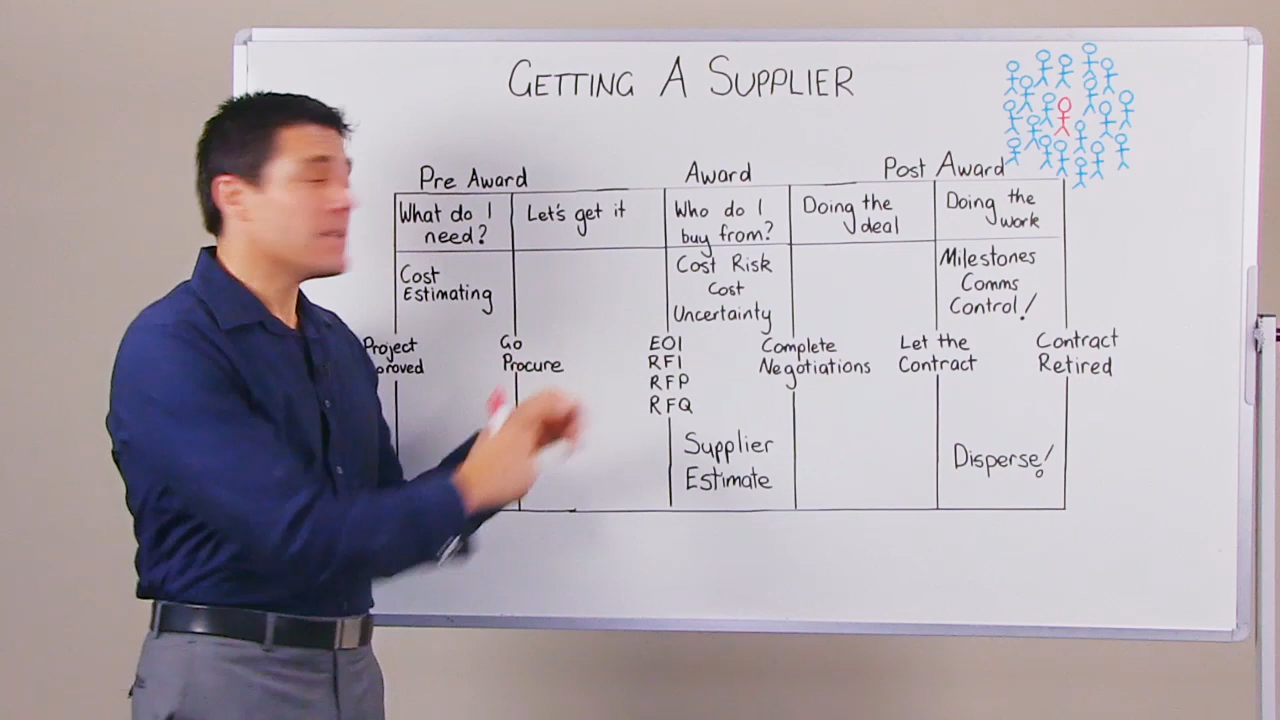 GETTING A SUPPLIER
Pre Award
Award
Post Award
What do I
need?
Let's get it
Who do I
buy from?
Doing the
deal
Doing the
work
Cost
Estimating
Cost Risk
Cost
Uncertainty
Milestones
Comms
Control!
Project
Go
Procure
EOI
RFI
RFP
RFQ
Complete
Negotiations
Let the
Contract
Contract
Retired
Supplier
Estimate
Disperse!